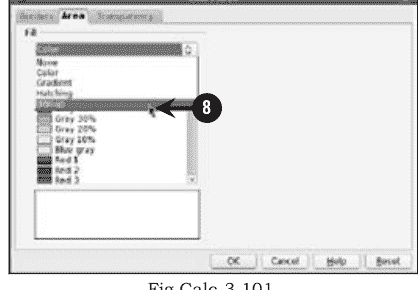 Borders Area Transparency
Fill
Color
None
Color
Gradient
Hatching
Bitmap
8
Gray 30%
Gray 20%
Gray 10%
Blue gray
Red 1
Red 2
Red 3
OK Cancel Help Reset
Fig Calc 3.101